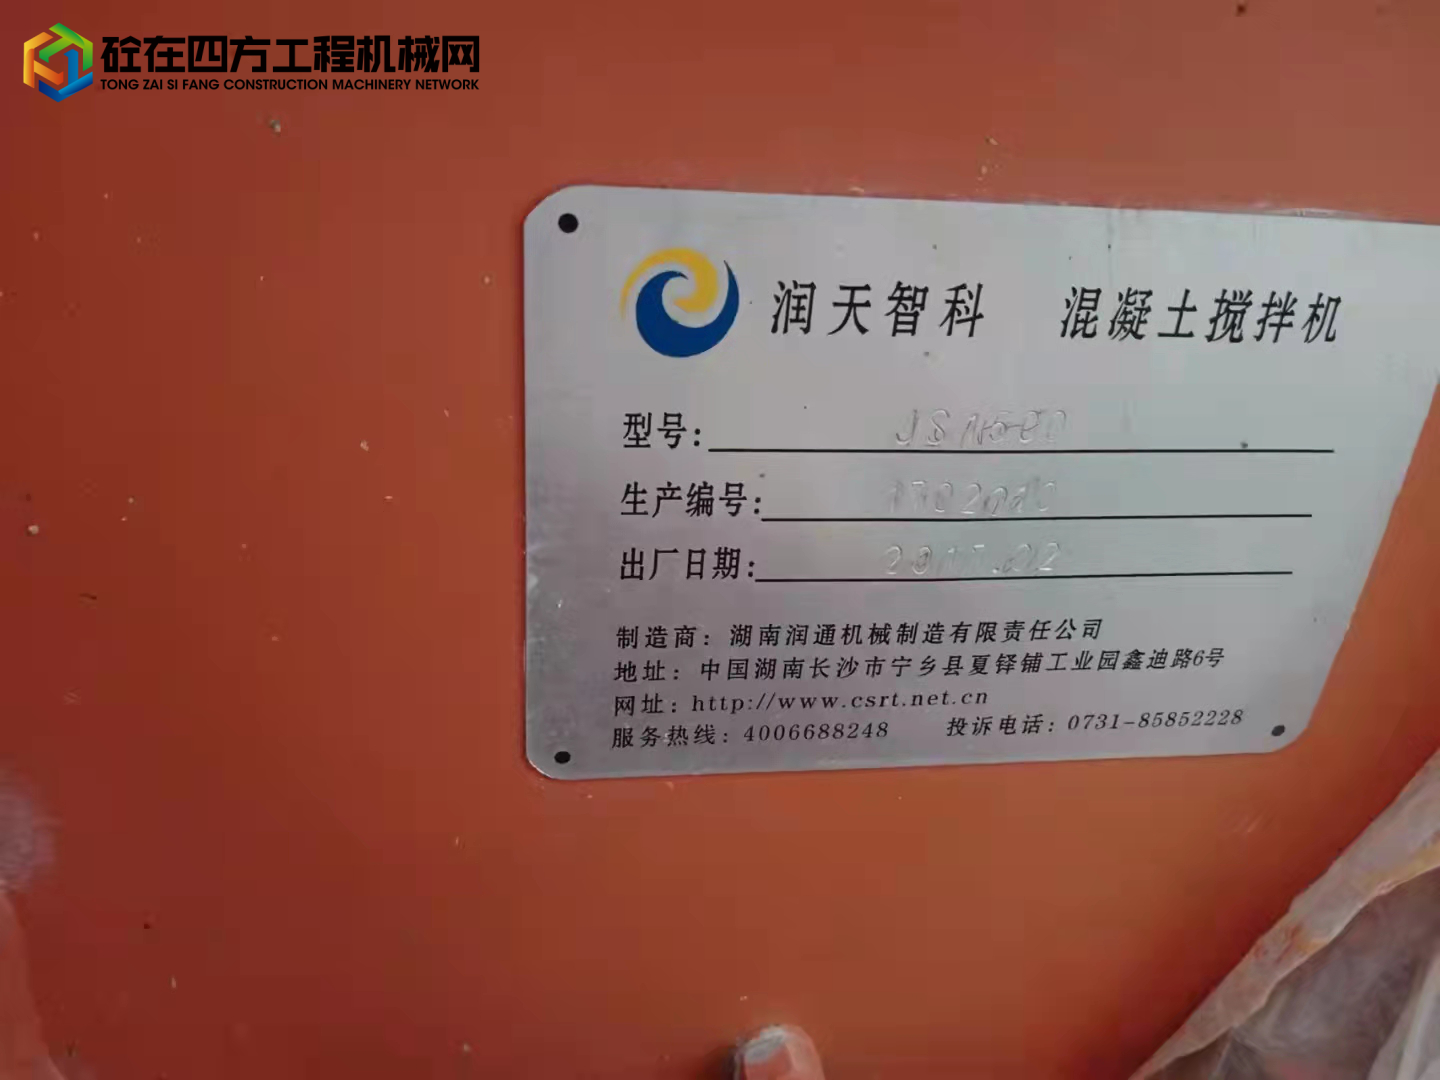 砼在四方工程机械网
TONG ZAI SI FANG CONSTRUCTION MACHINERY NETWORK
润天智科 混凝土搅拌机
型号:
生产编号:
出厂日期:
制造商: 湖南润通机械制造有限责任公司
地址: 中国湖南长沙市宁乡县夏铎铺工业园鑫迪路6号
网址: http://www.csrt.net.cn
服务热线: 4006688248 投诉电话: 0731-85852228